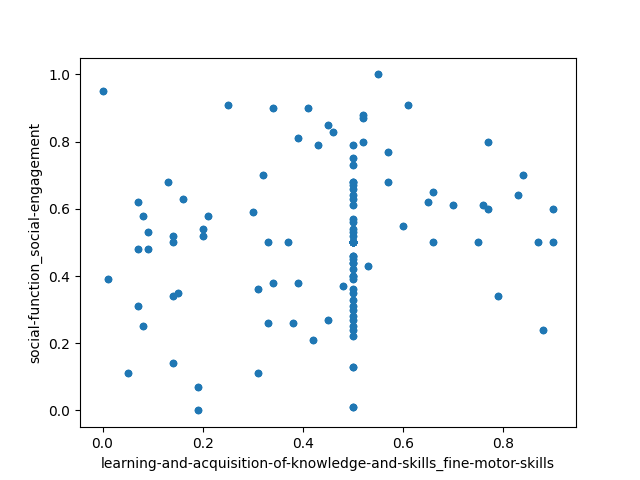 1.0
0.8
0.6
0.4
0.2
0.0
social-function_social-engagement
0.0 0.2 0.4 0.6 0.8
learning-and-acquisition-of-knowledge-and-skills_fine-motor-skills